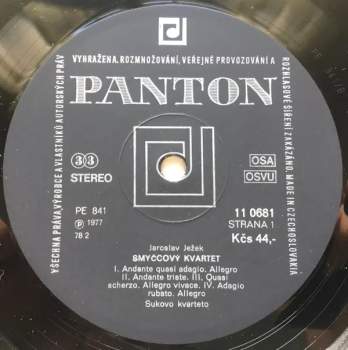 VYHRAŽENA. ROZMNOŽOVÁNÍ, VEŘEJNÉ PROVOZOVÁNÍ A
ROZHLASOVÉ ŠÍŘENÍ ZAKÁZÁNO. MADE IN CZECHOSLOVAKIA
VŠECHNA PRÁVA VÝROBCE A VLASTNÍKŮ AUTORSKÝCH PRÁV
PANTON
33
STEREO
OSA
OSVU
PE 841
℗ 1977
78 2
11 0681
STRANA 1
Kčs 44,-
Jaroslav Ježek
SMYČCOVÝ KVARTET
I. Andante quasi adagio. Allegro
II. Andante triste. III. Quasi
scherzo. Allegro vivace. IV. Adagio
rubato. Allegro
Sukovo kvarteto